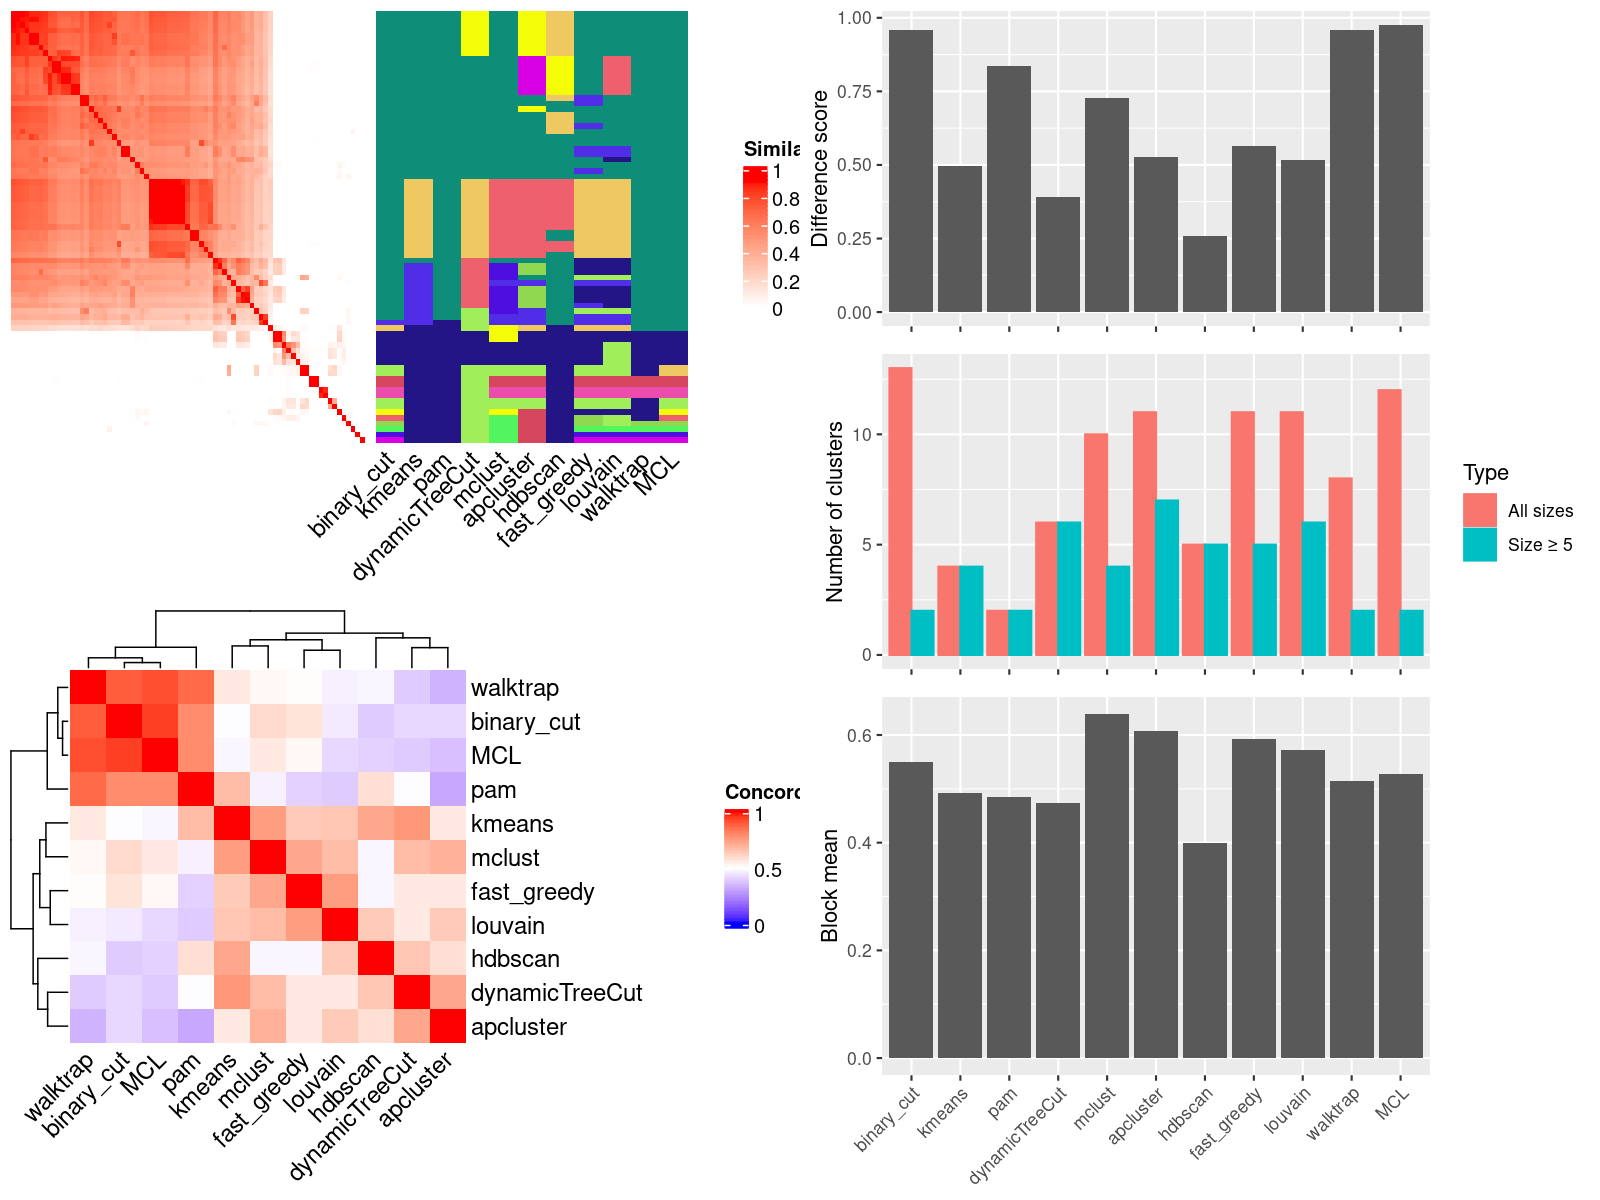 Simila
1
0.8
0.6
0.4
0.2
0
binary_cut
kmeans
pam
dynamicTreeCut
mclust
apcluster
hdbscan
fast_greedy
louvain
walktrap
MCL
walktrap
binary_cut
MCL
pam
kmeans
mclust
fast_greedy
louvain
hdbscan
dynamicTreeCut
apcluster
walktrap
binary_cut
MCL
pam
kmeans
mclust
fast_greedy
louvain
hdbscan
dynamicTreeCut
apcluster
Concord
1
0.5
0
Difference score
1.00
0.75
0.50
0.25
0.00
Number of clusters
10
5
0
Type
All sizes
Size ≥ 5
Block mean
0.6
0.4
0.2
0.0
binary_cut
kmeans
pam
dynamicTreeCut
mclust
apcluster
hdbscan
fast_greedy
louvain
walktrap
MCL